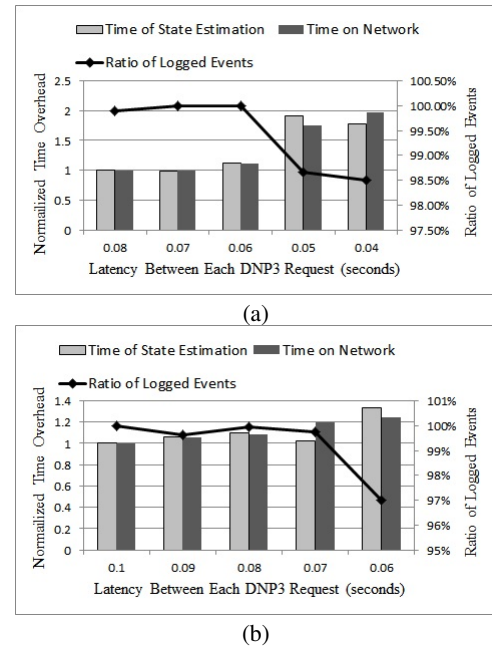 Time of State Estimation Time on Network
Ratio of Logged Events
Normalized Time Overhead
2.5
2
1.5
1
0.5
0
100.50%
100.00%
99.50%
99.00%
98.50%
98.00%
97.50%
Ratio of Logged Events
0.08 0.07 0.06 0.05 0.04
Latency Between Each DNP3 Request (seconds)
(a)
Time of State Estimation Time on Network
Ratio of Logged Events
Normailized Time Overhead
1.4
1.2
1
0.8
0.6
0.4
0.2
0
101%
100%
99%
98%
97%
96%
95%
Ratio of Logged Events
0.1 0.09 0.08 0.07 0.06
Latency Between Each DNP3 Request (seconds)
(b)